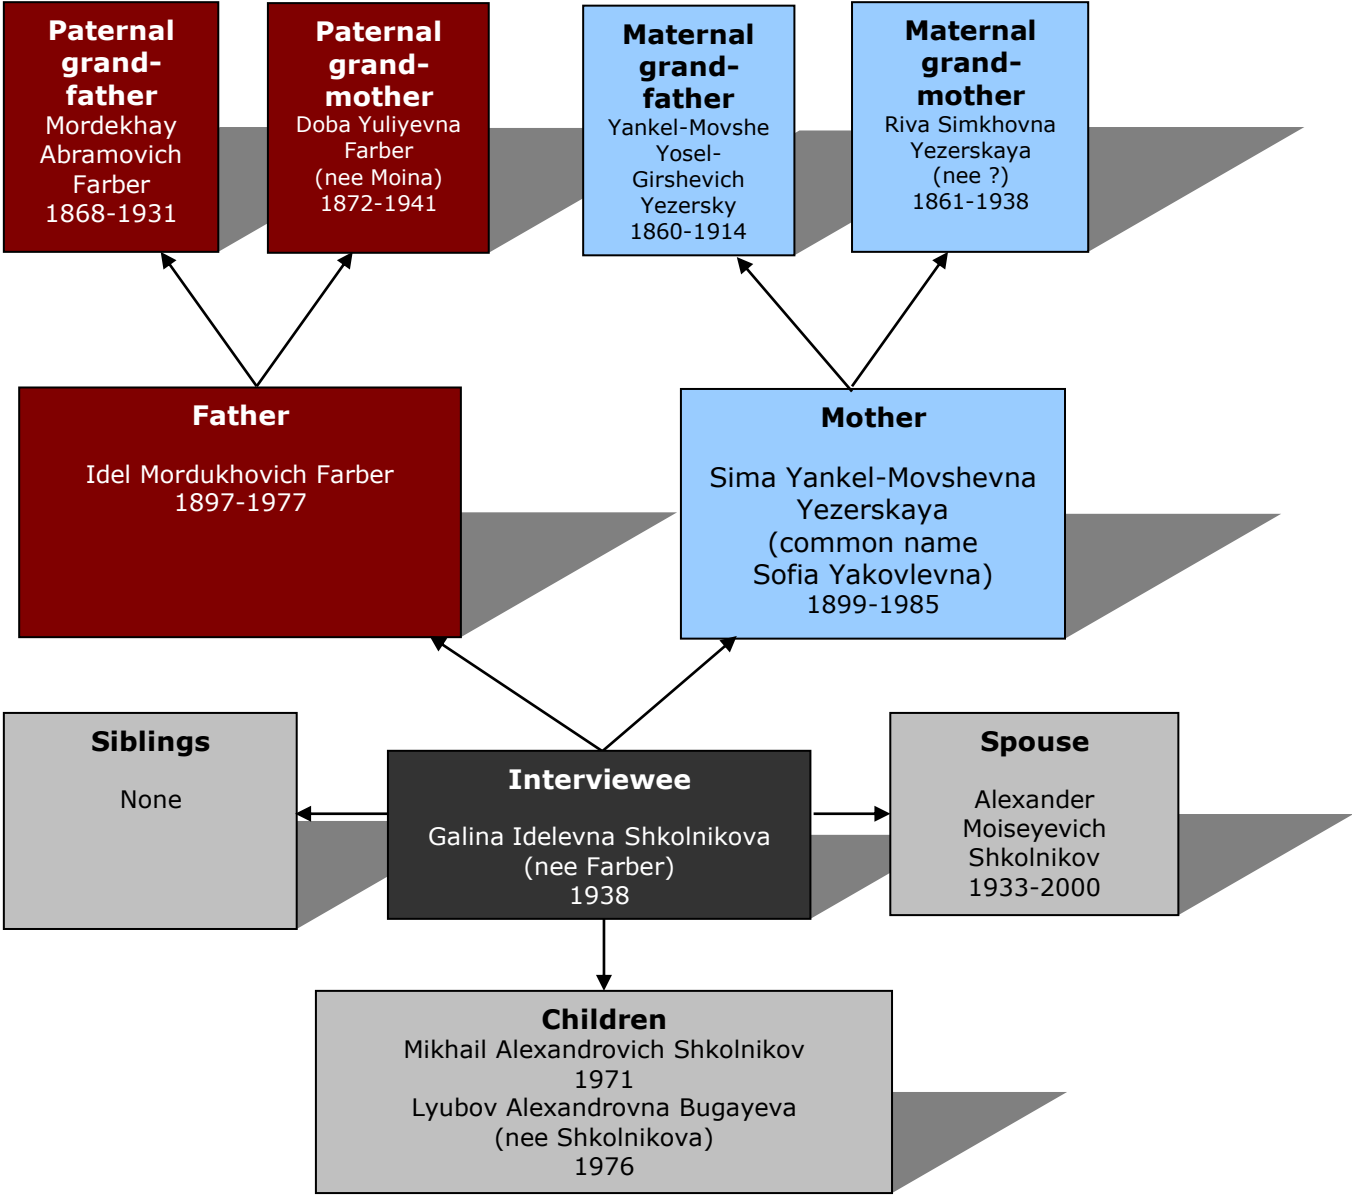 Paternal
grand-
father
Mordekhay
Abramovich
Farber
1868-1931
Paternal
grand-
mother
Doba Yuliyevna
Farber
(nee Moina)
1872-1941
Maternal
grand-
father
Yankel-Movshe
Yosel-
Girshevich
Yezersky
1860-1914
Maternal
grand-
mother
Riva Simkhovna
Yezerskaya
(nee ?)
1861-1938
Father
Idel Mordukhovich Farber
1897-1977
Mother
Sima Yankel-Movshevna
Yezerskaya
(common name
Sofia Yakovlevna)
1899-1985
Siblings
None
Interviewee
Galina Idelevna Shkolnikova
(nee Farber)
1938
Spouse
Alexander
Moiseyevich
Shkolnikov
1933-2000
Children
Mikhail Alexandrovich Shkolnikov
1971
Lyubov Alexandrovna Bugayeva
(nee Shkolnikova)
1976